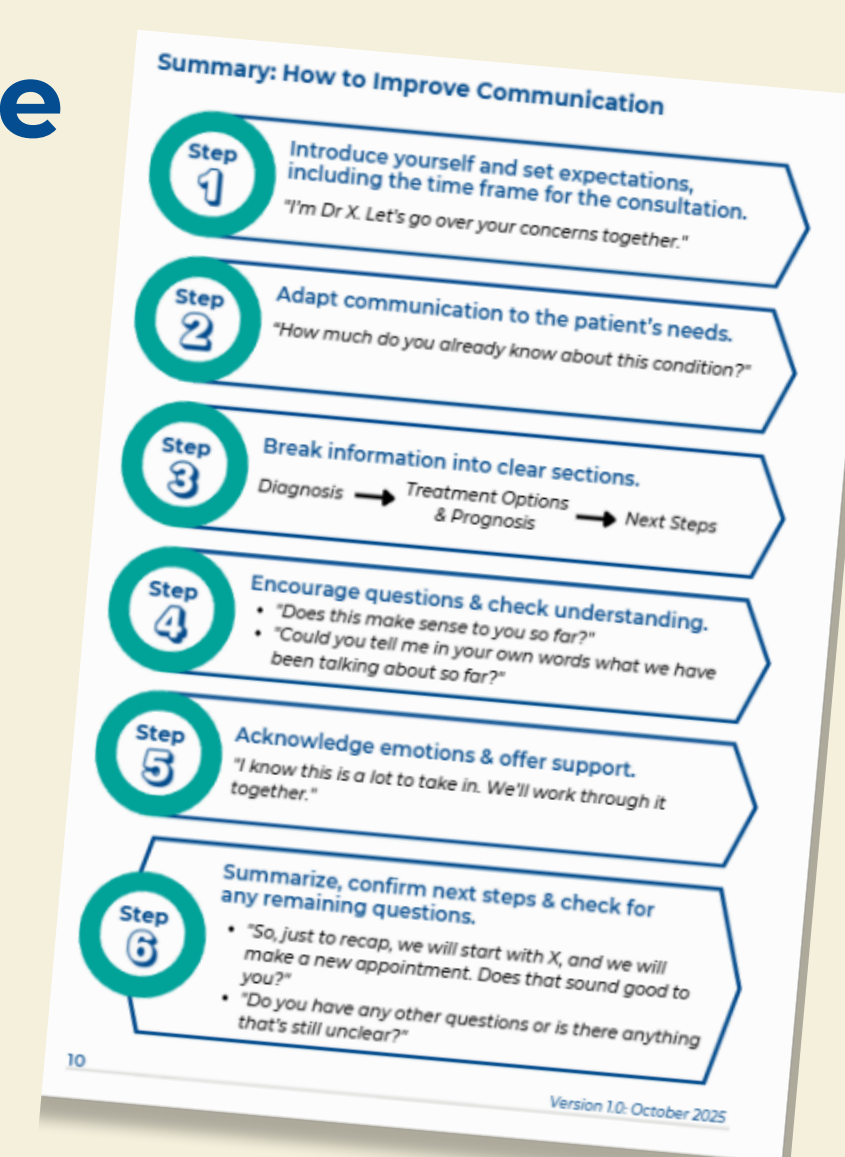 e
Summary: How to Improve Communication
Step
1
Introduce yourself and set expectations,
including the time frame for the consultation.
"I'm Dr X. Let's go over your concerns together."
Step
2
Adapt communication to the patient's needs.
"How much do you already know about this condition?"
Step
3
Break information into clear sections.
Diagnosis
Treatment Options
& Prognosis
Next Steps
Step
4
Encourage questions & check understanding.
• "Does this make sense to you so far?"
• "Could you tell me in your own words what we have
been talking about so far?"
Step
5
Acknowledge emotions & offer support.
"I know this is a lot to take in. We'll work through it
together."
Step
6
Summarize, confirm next steps & check for
any remaining questions.
• "So, just to recap, we will start with X, and we will
make a new appointment. Does that sound good to
you?"
• "Do you have any other questions or is there anything
that's still unclear?"
10
Version 1.0: October 2025